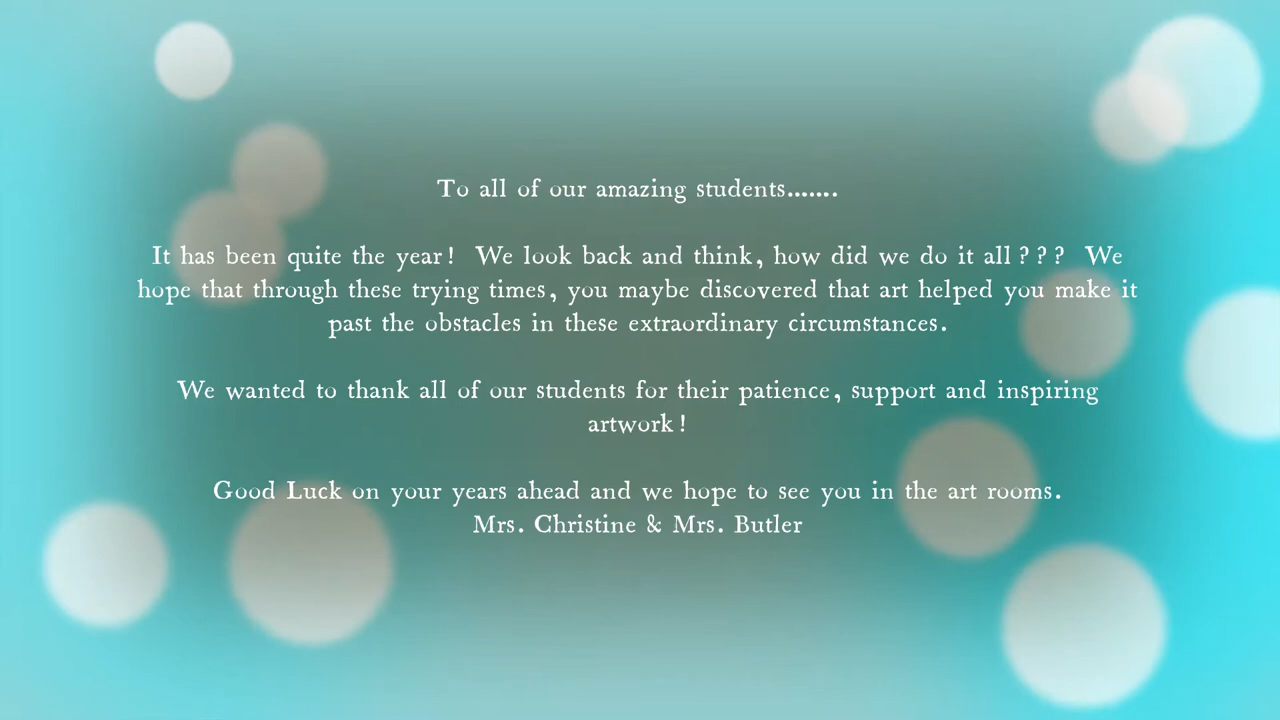 To all of our amazing students.......
It has been quite the year! We look back and think, how did we do it all??? We
hope that through these trying times, you maybe discovered that art helped you make it
past the obstacles in these extraordinary circumstances.
We wanted to thank all of our students for their patience, support and inspiring
artwork!
Good Luck on your years ahead and we hope to see you in the art rooms.
Mrs. Christine & Mrs. Butler